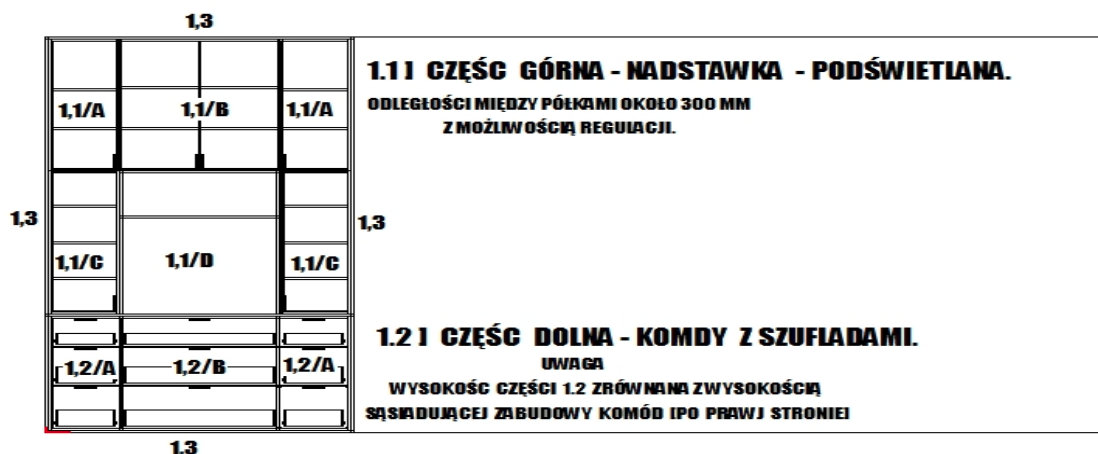 1,3
1.1 ] CZĘŚC GÓRNA - NADSTAWKA - PODŚWIETLANA.
ODLEGŁOŚCI MIĘDZY PÓŁKAMI OKOŁO 300 MM
Z MOŻLIWOŚCIĄ REGULACJI.
1,1/A 1,1/B 1,1/A
1,3 1,3
1,1/C 1,1/D 1,1/C
1.2 ] CZĘŚC DOLNA - KOMDY Z SZUFLADAMI.
UWAGA
WYSOKOŚC CZĘŚCI 1.2 ZRÓWNANA Z WYSOKOŚCIĄ
SĄSIADUJĄCEJ ZABUDOWY KOMÓD [PO PRAWJ STRONIE]
1,2/A 1,2/B 1,2/A
1.3